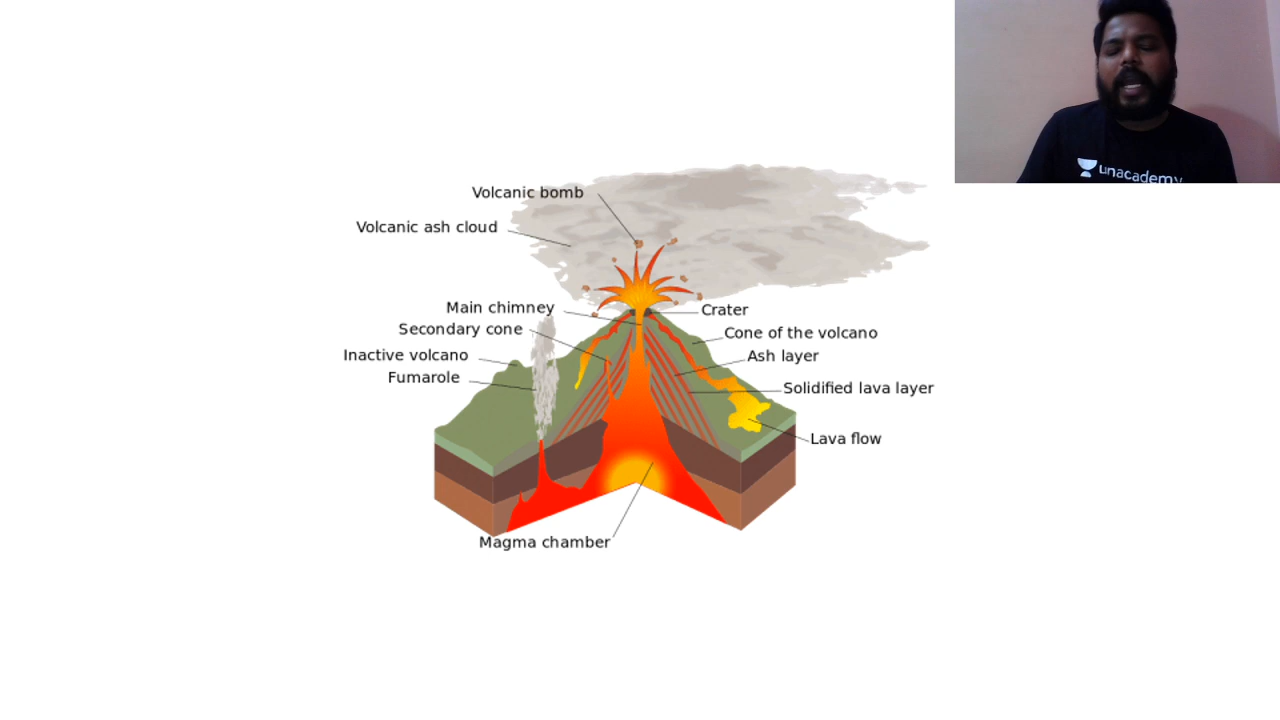 unacademy
Volcanic bomb
Volcanic ash cloud
Main chimney
Crater
Secondary cone
Cone of the volcano
Inactive volcano
Ash layer
Fumarole
Solidified lava layer
Lava flow
Magma chamber